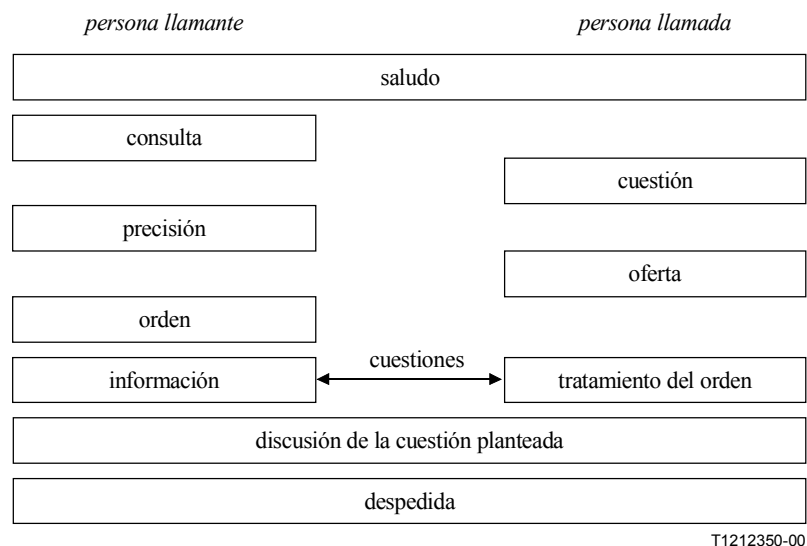 persona llamante persona llamada
saludo
consulta
cuestión
precisión
oferta
orden
cuestiones
información tratamiento del orden
discusión de la cuestión planteada
despedida
T1212350-00